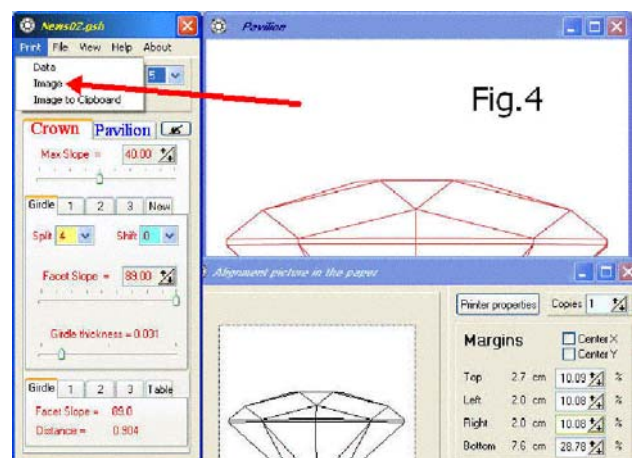 News02.gsh
Print File View Help About
Data
Image
Image to Clipboard
5
Crown Pavilion
Max Slope = 40.00
Girdle 1 2 3 New
Split 4 Shift 0
Facet Slope = 89.00
Girdle thickness = 0.031
Girdle 1 2 3 Table
Facet Slope = 89.0
Distance = 0.904
Pavilion
Fig.4
Alignment picture in the paper
Printer properties Copies 1
Margins
Center X
Center Y
Top 2.7 cm 10.09 %
Left 2.0 cm 10.08 %
Right 2.0 cm 10.08 %
Bottom 7.6 cm 28.78 %